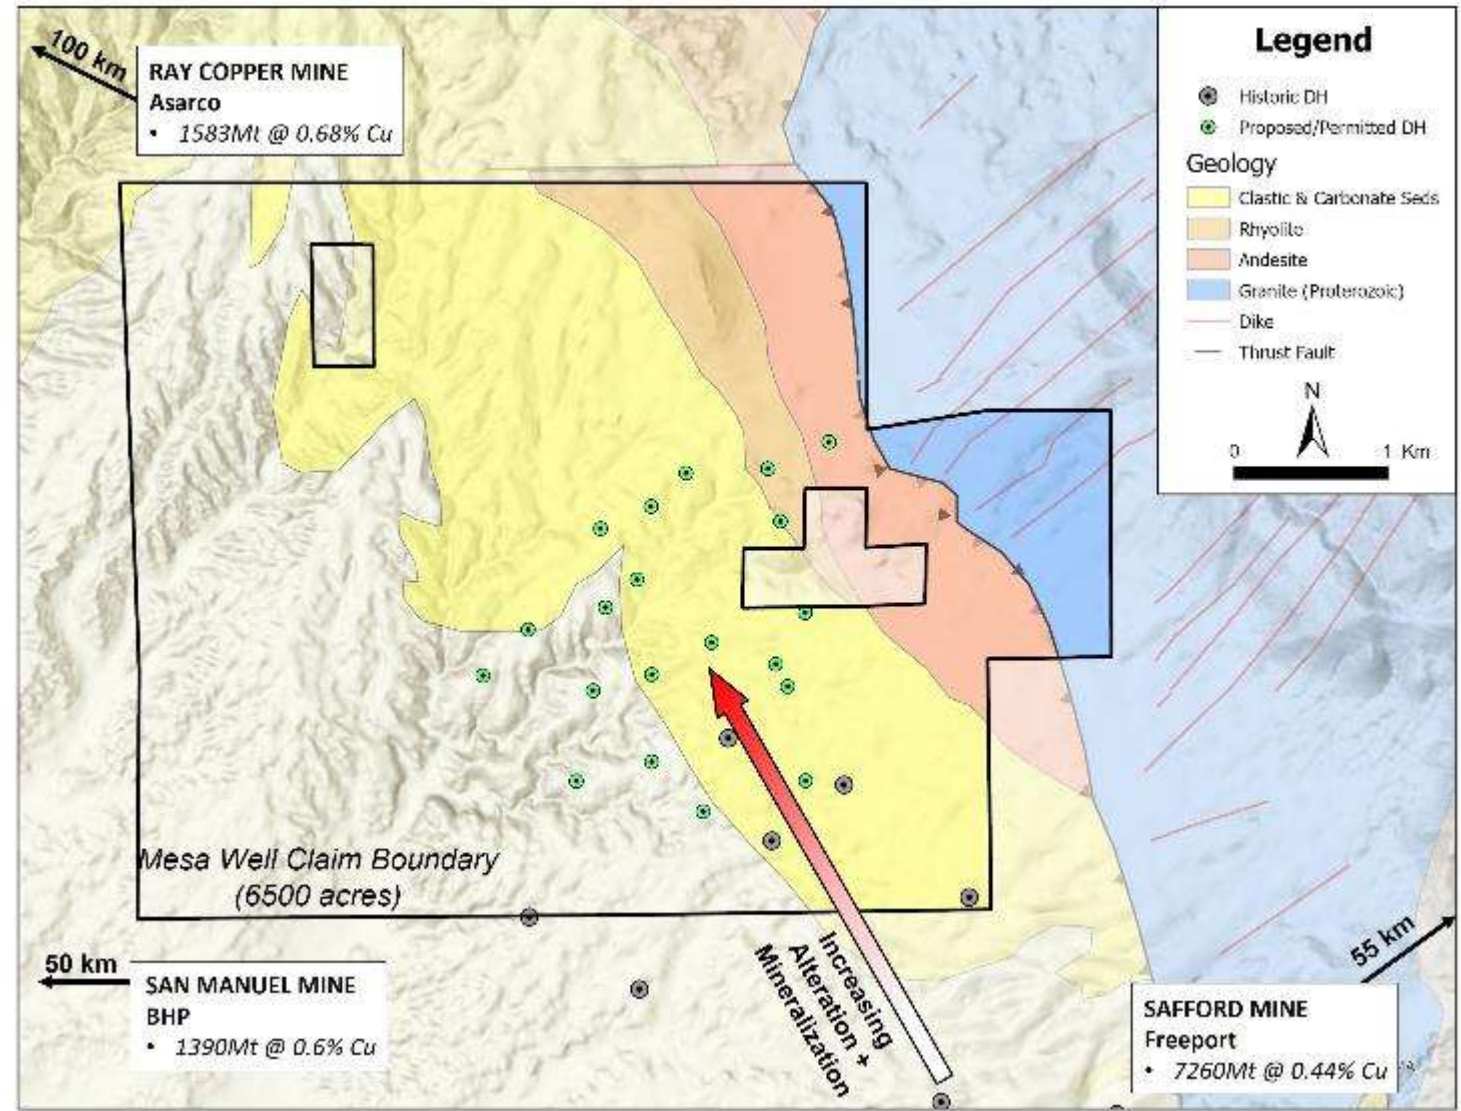 100 km
RAY COPPER MINE
Asarco
• 1583Mt @ 0.68% Cu
Legend
Historic DH
Proposed/Permitted DH
Geology
Clastic & Carbonate Seds
Rhyolite
Andesite
Granite (Proterozoic)
Dike
Thrust Fault
N
0 1 Km
Mesa Well Claim Boundary
(6500 acres)
Increasing
Alteration +
Mineralization
50 km
SAN MANUEL MINE
BHP
• 1390Mt @ 0.6% Cu
55 km
SAFFORD MINE
Freeport
• 7260Mt @ 0.44% Cu